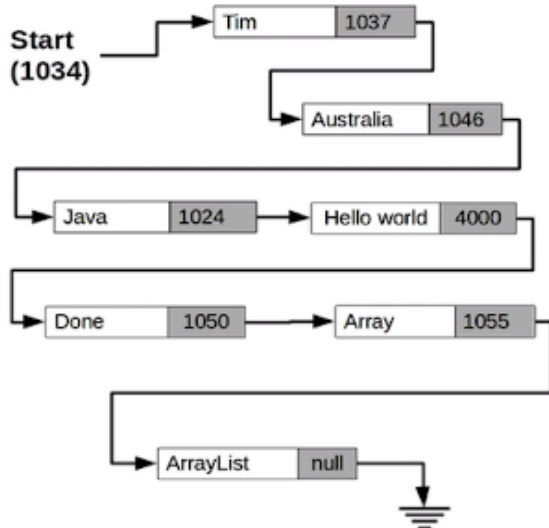 Start
(1034)
Tim 1037
Australia 1046
Java 1024 Hello world 4000
Done 1050 Array 1055
ArrayList null